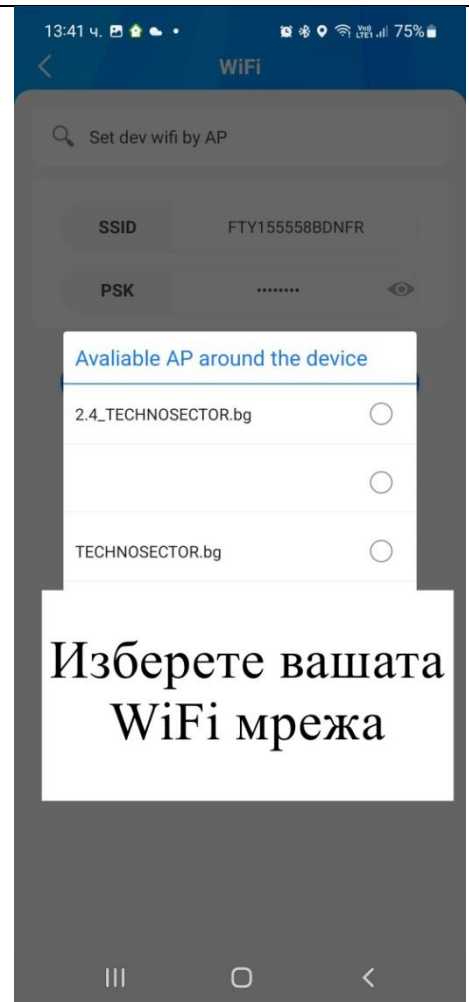 13:41 ч. 75%
WiFi
Set dev wifi by AP
SSID FTY155558BDNFR
PSK ••••••••
Avaliable AP around the device
2.4_TECHNOSECTOR.bg
TECHNOSECTOR.bg
Изберете вашата
WiFi мрежа